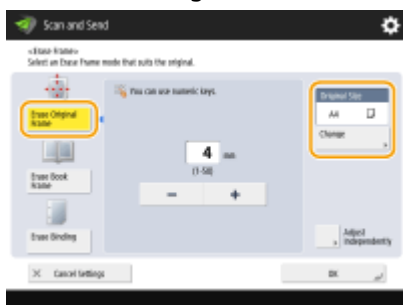 Scan and Send
<Erase Frame>
Select an Erase Frame mode that suits the original.
Erase Original
Frame
You can use numeric keys.
Original Size
A4
Change
4 mm
(1-50)
Erase Book
Frame
- +
Erase Binding
Adjust
Independently
× Cancel Settings
OK